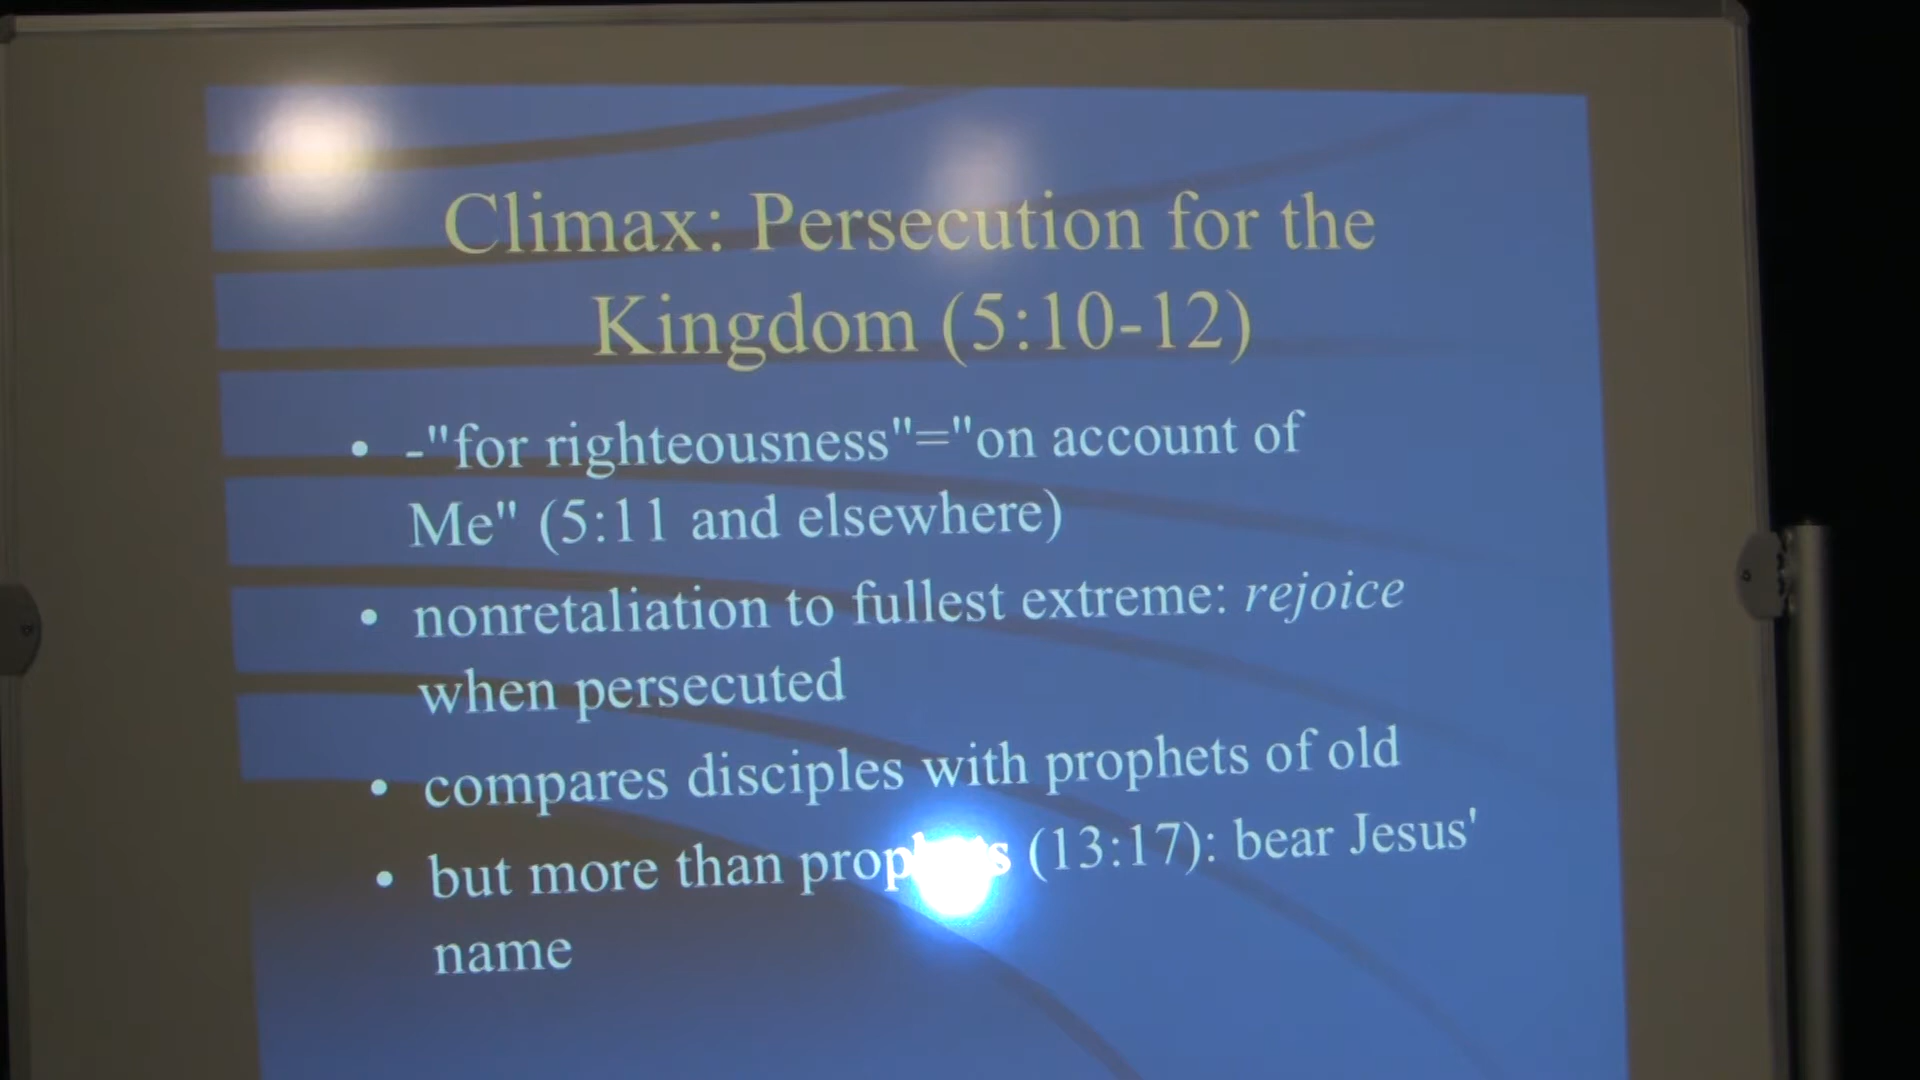 Climax: Persecution for the
Kingdom (5:10-12)
• -"for righteousness"="on account of
Me" (5:11 and elsewhere)
• nonretaliation to fullest extreme: rejoice
when persecuted
• compares disciples with prophets of old
• but more than prophets (13:17): bear Jesus'
name